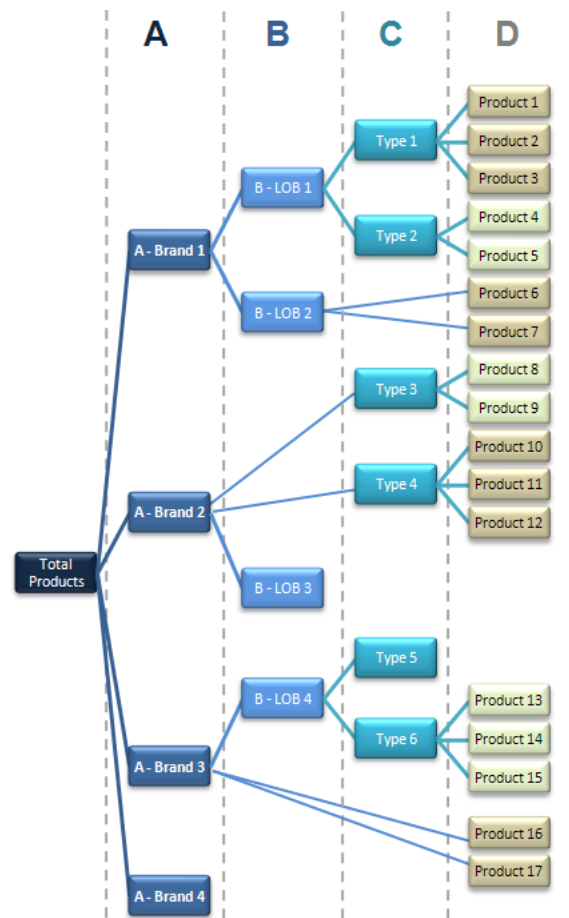 A
B
C
D
Product 1
Type 1
Product 2
Product 3
B - LOB 1
Product 4
Type 2
A - Brand 1
Product 5
Product 6
B - LOB 2
Product 7
Product 8
Type 3
Product 9
Product 10
Type 4
Product 11
A - Brand 2
Product 12
Total
Products
B - LOB 3
Type 5
B - LOB 4
Product 13
Type 6
Product 14
A - Brand 3
Product 15
Product 16
Product 17
A - Brand 4